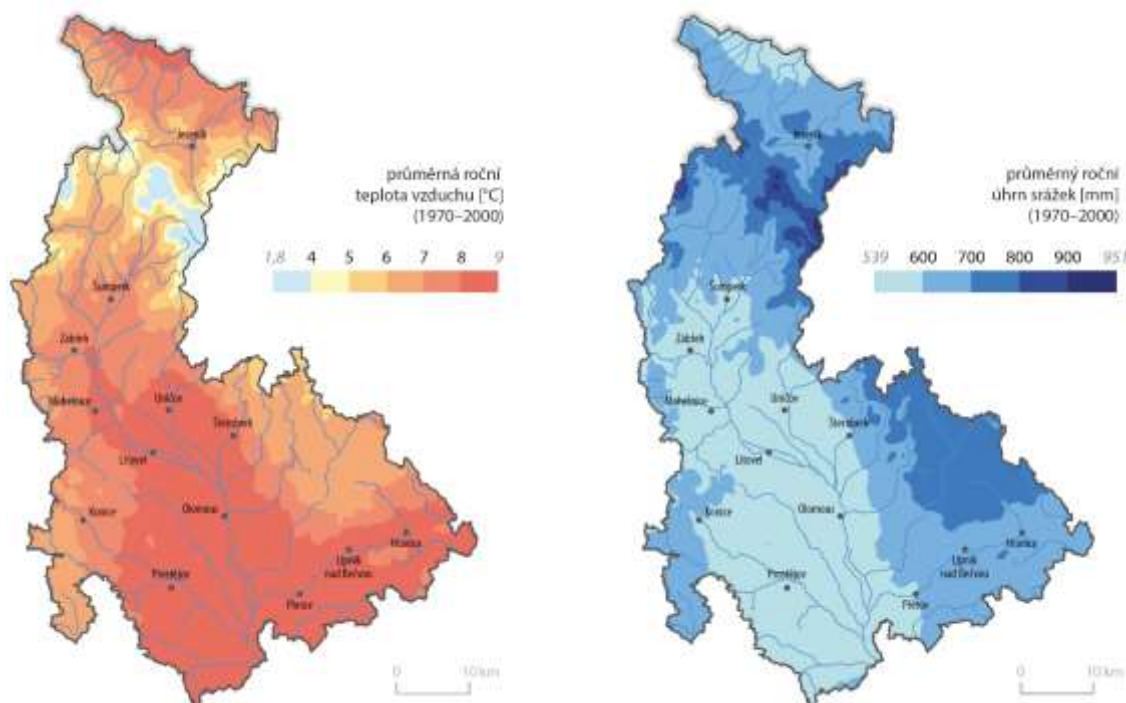 Jeseník
průměrná roční
teplota vzduchu [°C]
(1970–2000)
1,8 4 5 6 7 8 9
Šumperk
Zábřeh
Mohelnice
Uničov
Šternberk
Litovel
Konice
Olomouc
Hranice
Lipník
nad Bečvou
Prostějov
Přerov
0 10 km
Jeseník
průměrný roční
úhrn srážek [mm]
(1970–2000)
539 600 700 800 900 951
Šumperk
Zábřeh
Mohelnice
Uničov
Šternberk
Litovel
Konice
Olomouc
Hranice
Lipník
nad Bečvou
Prostějov
Přerov
0 10 km